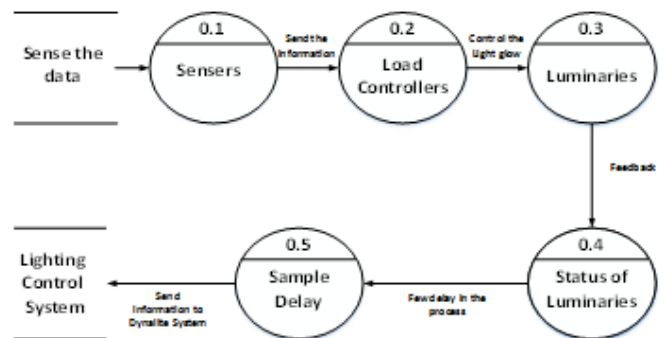 Sense the
data
0.1
Sensers
Send the
Information
0.2
Load
Controllers
Control the
Light glow
0.3
Luminaries
Feedback
0.4
Status of
Luminaries
Few delay in the
process
0.5
Sample
Delay
Send
Information to
Dynalite System
Lighting
Control
System